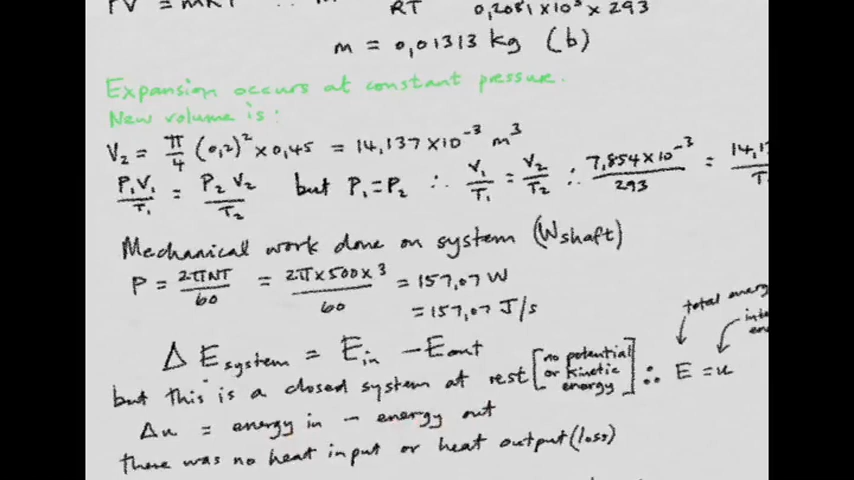 PV = MRT ∴ RT 0,2081 x 10³ x 293
m = 0,01313 kg (b)
Expansion occurs at constant pressure.
New volume is:
V₂ = π/4 (0,2)² x 0,45 = 14,137 x 10⁻³ m³
P₁V₁/T₁ = P₂V₂/T₂ but P₁ = P₂ ∴ V₁/T₁ = V₂/T₂ ∴ 7,854 x 10⁻³/293 =
Mechanical work done on system (Wshaft)
P = 2πNT/60 = 2π x 500 x 3/60 = 157,07 W
= 157,07 J/s
total energy
Δ Esystem = Ein - Eout
but this is a closed system at rest [no potential or kinetic energy] ∴ E = u
Δu = energy in - energy out
there was no heat input or heat output (loss)